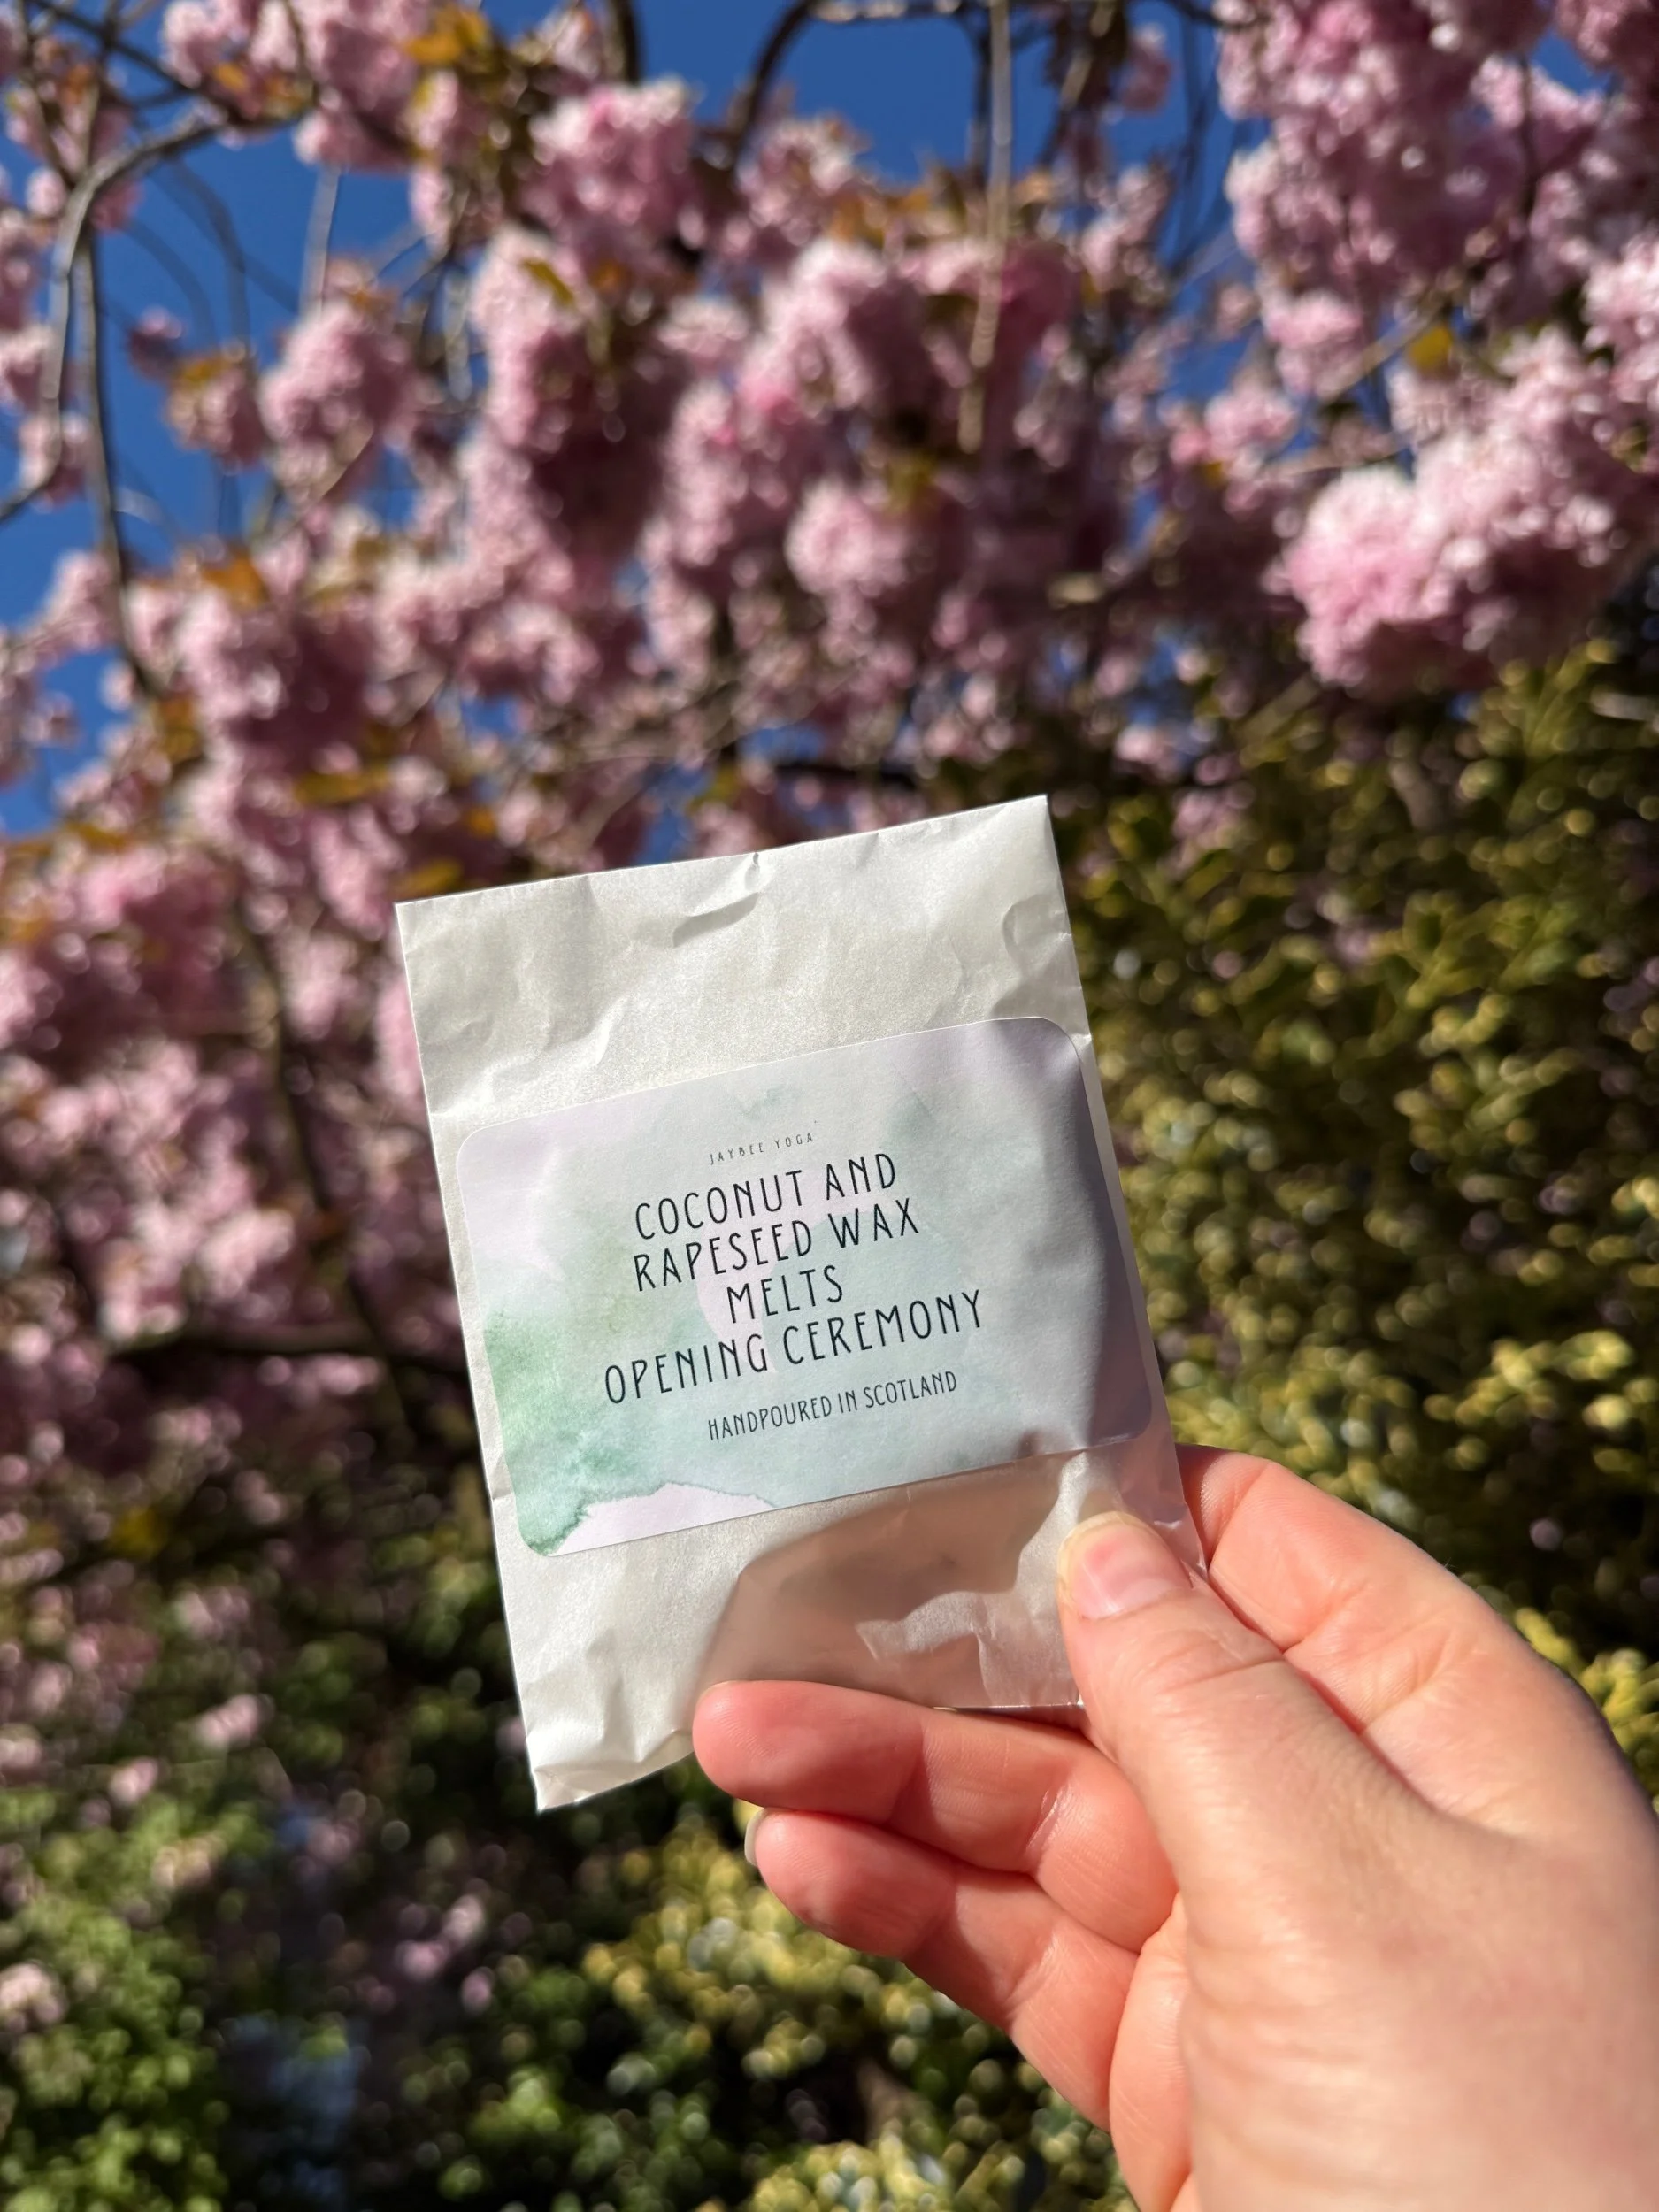 JAYBEE YOGA
COCONUT AND
RAPESEED WAX
MELTS
OPENING CEREMONY
HANDPOURED IN SCOTLAND